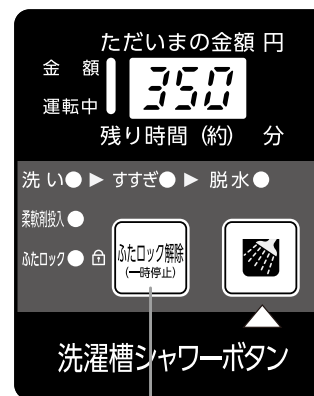 ただいまの金額 円
金 額
350
運転中
残り時間 (約) 分
洗い●▶すすぎ●▶脱水●
柔軟剤投入●
ふたロック●
ふたロック解除
(一時停止)
洗濯槽シャワーボタン